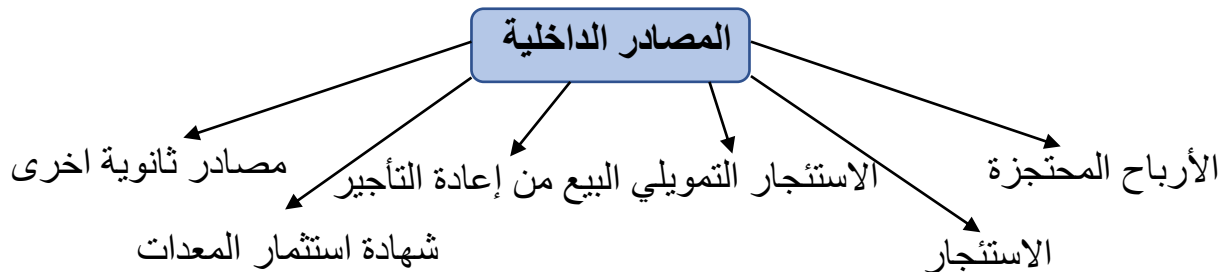 المصادر الداخلية
الأرباح المحتجزة
الاستئجار التمويلي البيع من إعادة التأجير
مصادر ثانوية اخرى
الاستئجار
شهادة استثمار المعدات